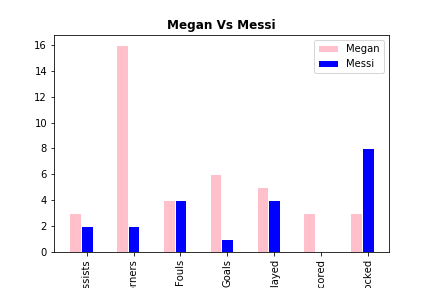 Megan Vs Messi
Megan
Messi
16
14
12
10
8
6
4
2
0
ssists
rners
Fouls
Goals
layed
cored
ocked